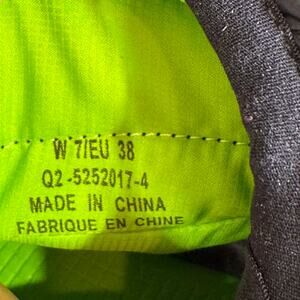 W 7/EU 38
Q2-5252017-4
MADE IN CHINA
FABRIQUE EN CHINE